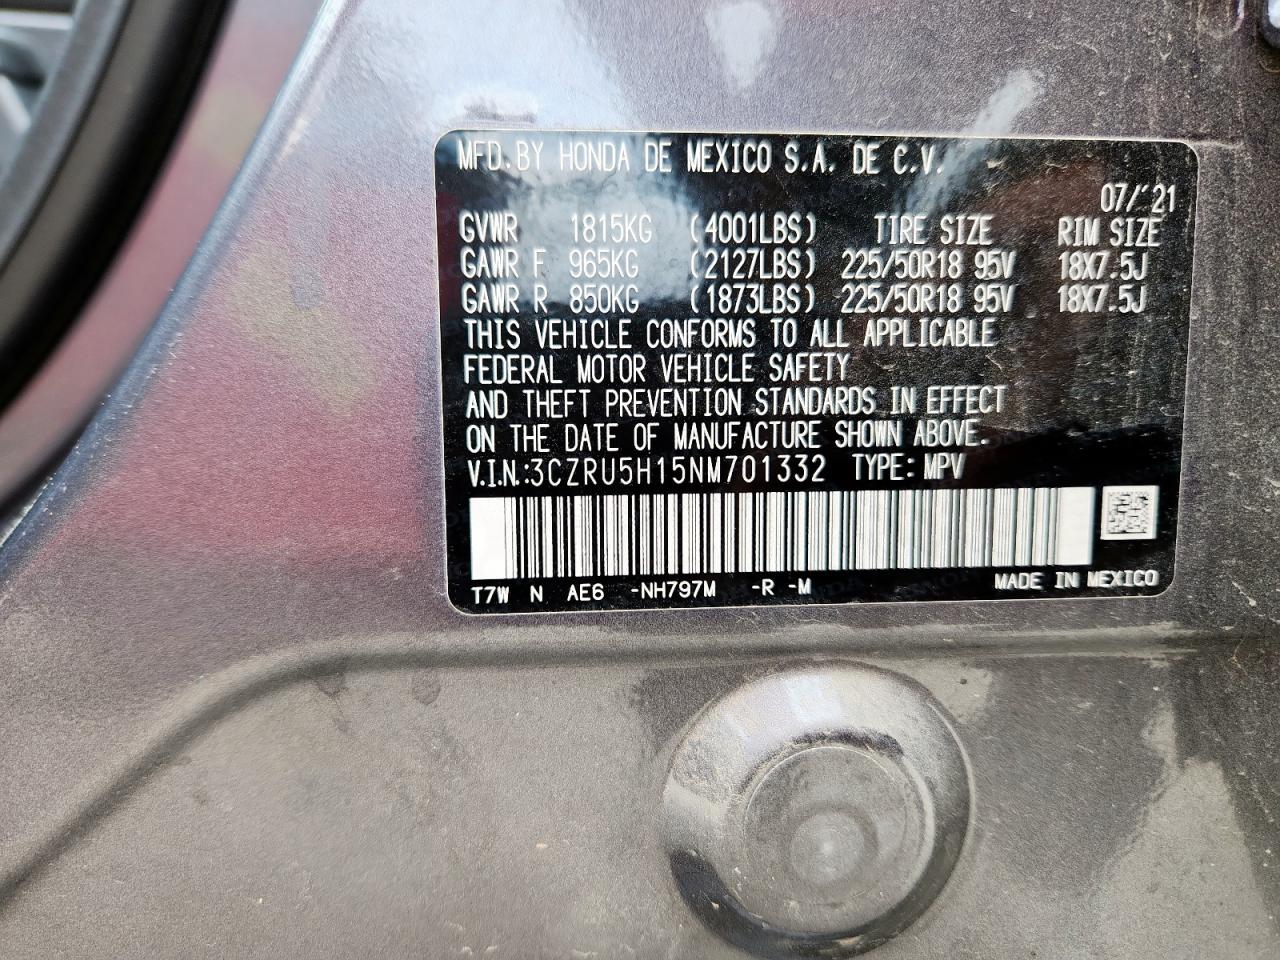 MFD. BY HONDA DE MEXICO S.A. DE C.V.
07/'21
GVWR 1815KG (4001LBS) TIRE SIZE RIM SIZE
GAWR F 965KG (2127LBS) 225/50R18 95V 18X7.5J
GAWR R 850KG (1873LBS) 225/50R18 95V 18X7.5J
THIS VEHICLE CONFORMS TO ALL APPLICABLE
FEDERAL MOTOR VEHICLE SAFETY
AND THEFT PREVENTION STANDARDS IN EFFECT
ON THE DATE OF MANUFACTURE SHOWN ABOVE.
V.I.N.:3CZRU5H15NM701332 TYPE: MPV
T7W N AE6 -NH797M -R -M MADE IN MEXICO